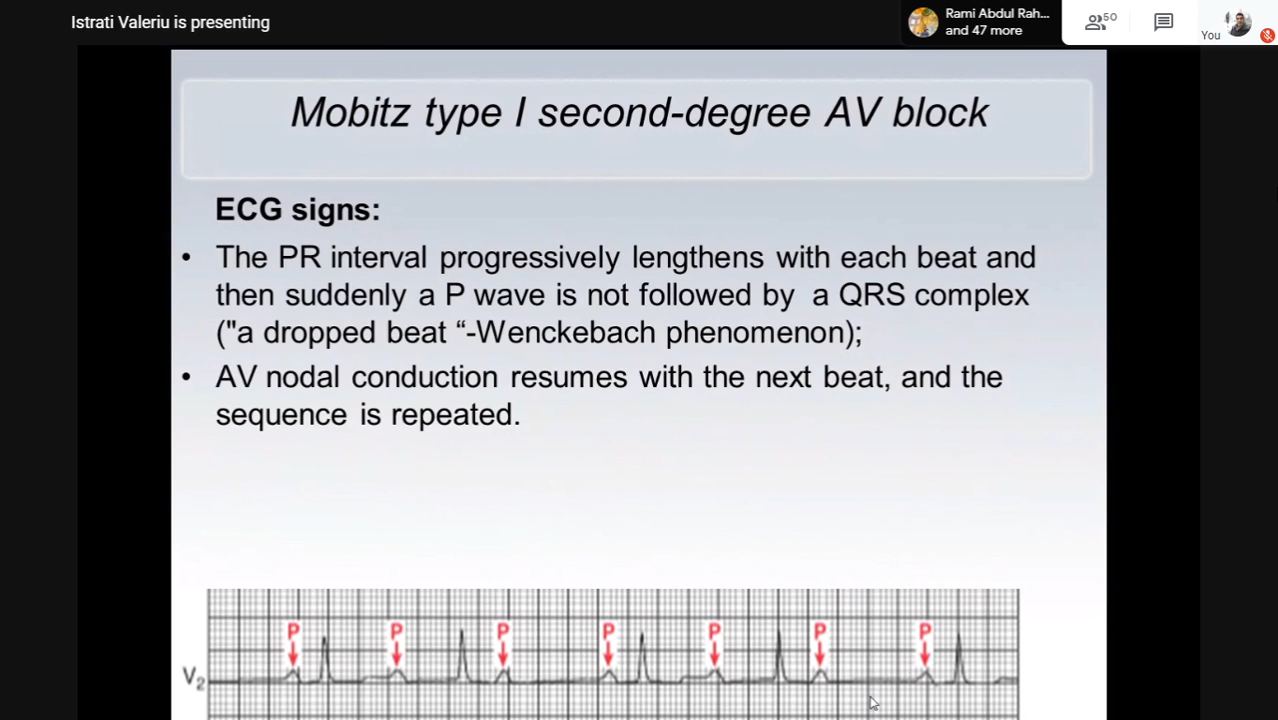 Istrati Valeriu is presenting
Rami Abdul Rah...
and 47 more
50
You
Mobitz type I second-degree AV block
ECG signs:
• The PR interval progressively lengthens with each beat and
then suddenly a P wave is not followed by a QRS complex
("a dropped beat “-Wenckebach phenomenon);
• AV nodal conduction resumes with the next beat, and the
sequence is repeated.
P P P P P P P
V2